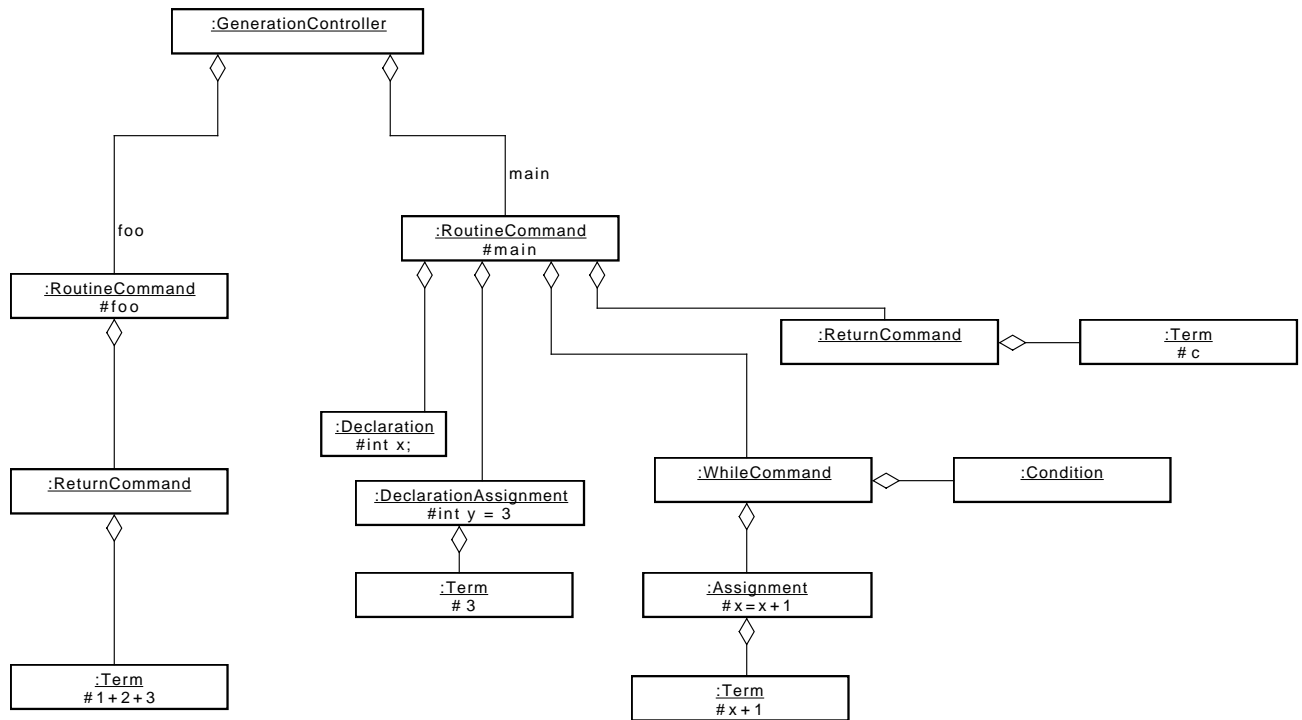 :GenerationController
main
foo
:RoutineCommand
#main
:RoutineCommand
#foo
:ReturnCommand
:Term
#c
:Declaration
#int x;
:WhileCommand
:Condition
:ReturnCommand
:DeclarationAssignment
#int y = 3
:Term
#3
:Assignment
#x=x+1
:Term
#1+2+3
:Term
#x+1